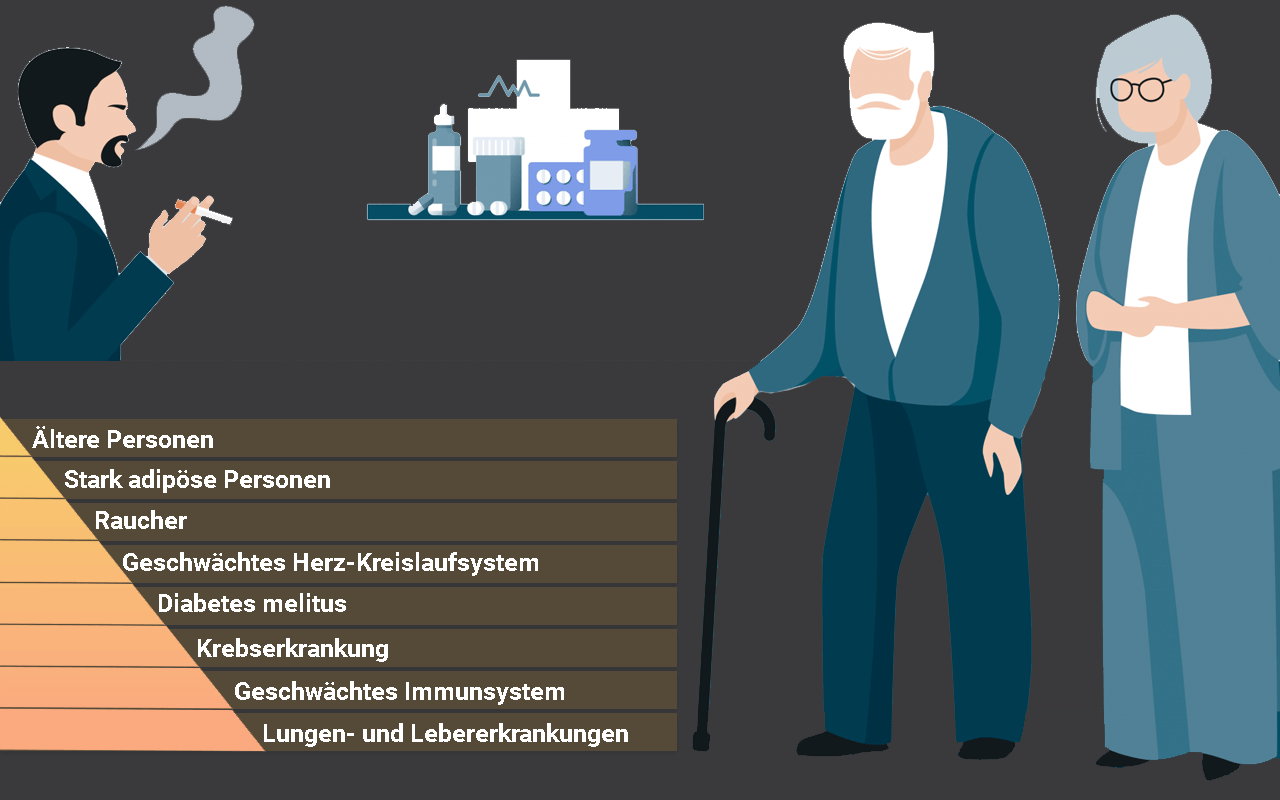 Ältere Personen
Stark adipöse Personen
Raucher
Geschwächtes Herz-Kreislaufsystem
Diabetes melitus
Krebserkrankung
Geschwächtes Immunsystem
Lungen- und Lebererkrankungen